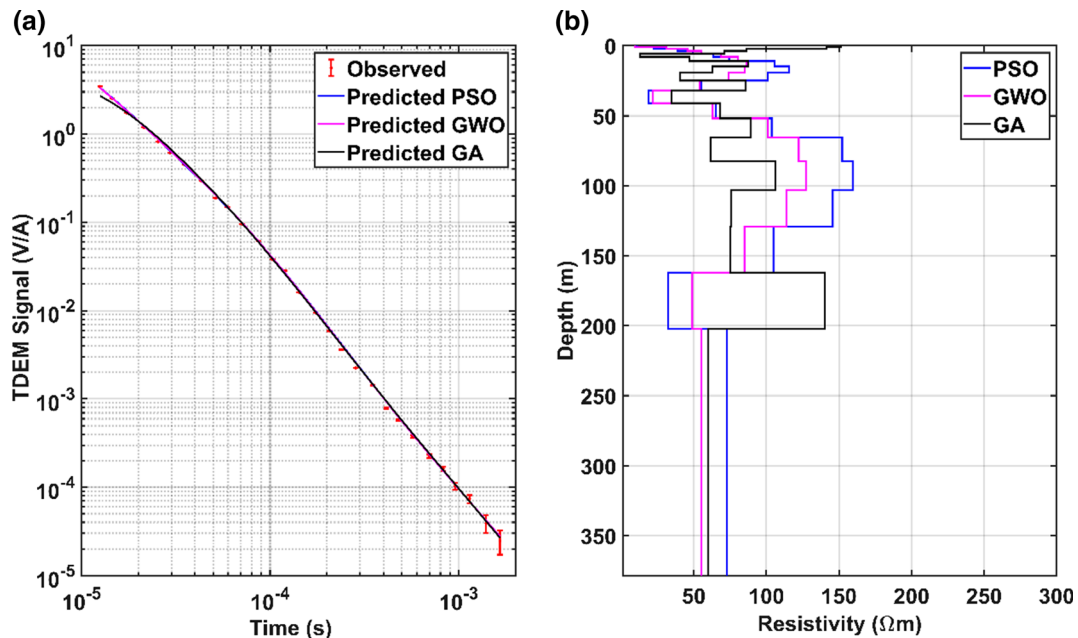 (a)
10^1
10^0
10^-1
10^-2
10^-3
10^-4
10^-5
TDEM Signal (V/A)
Observed
Predicted PSO
Predicted GWO
Predicted GA
10^-5
10^-4
10^-3
Time (s)
(b)
0
50
100
150
200
250
300
350
Depth (m)
PSO
GWO
GA
50
100
150
200
250
300
Resistivity (Ωm)